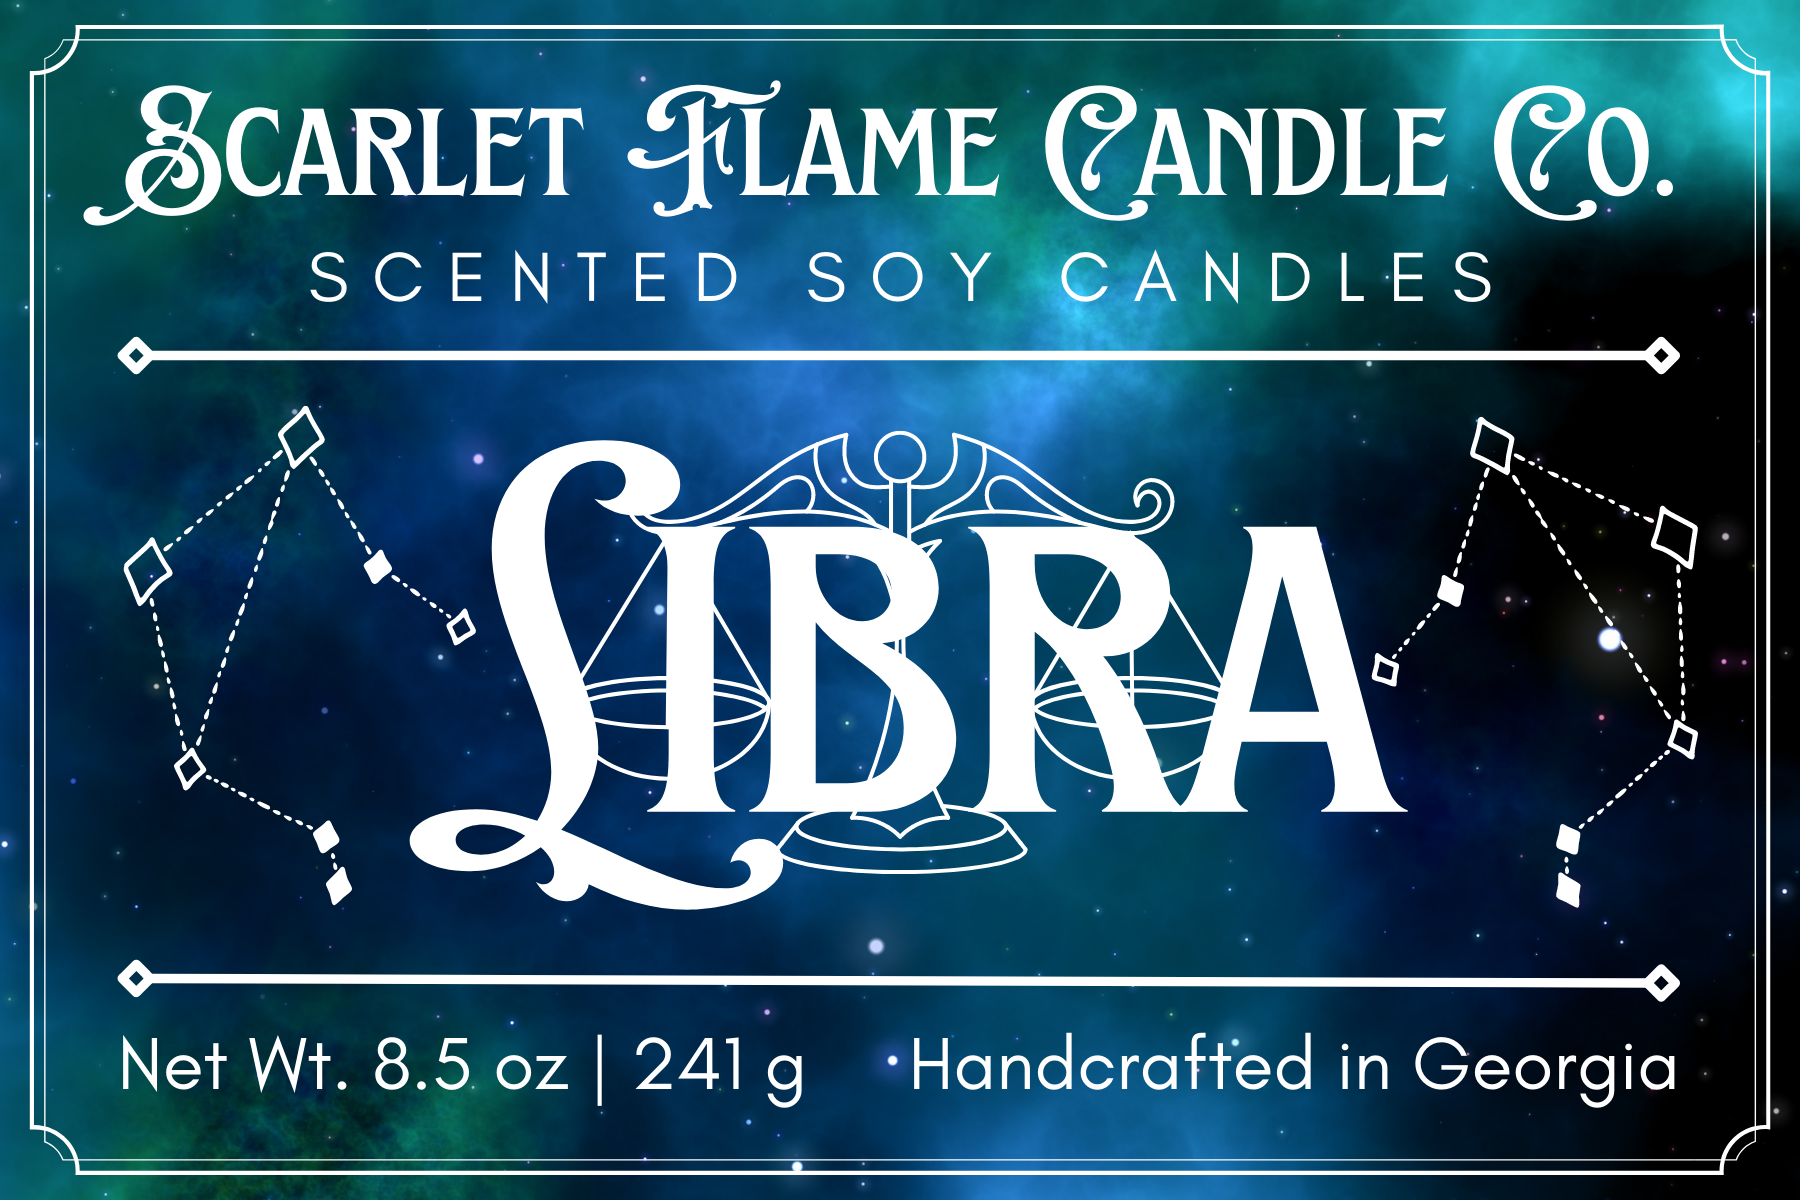 Scarlet Flame Candle Co.
SCENTED SOY CANDLES
Libra
Net Wt. 8.5 oz | 241 g
Handcrafted in Georgia